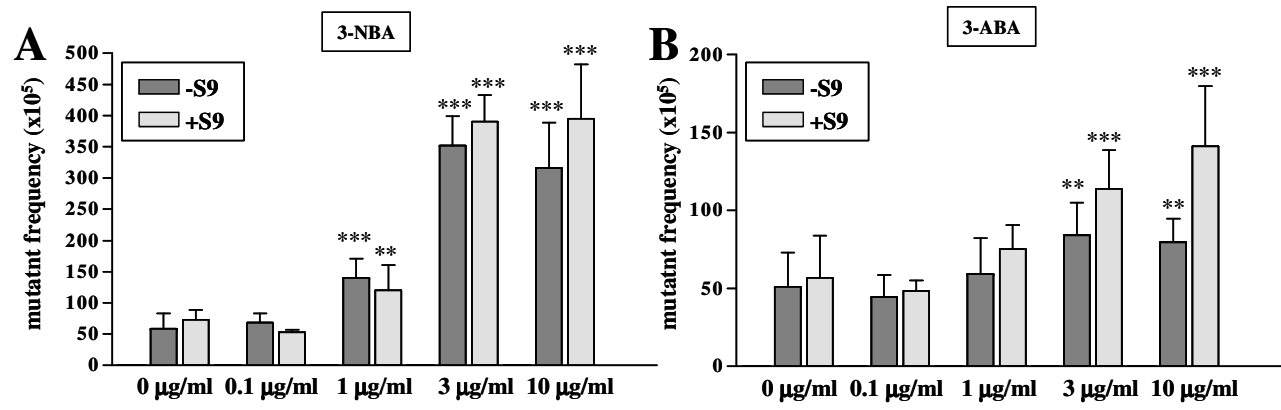 A
3-NBA
mutatnt frequency (x10⁵)
500
450
400
350
300
250
200
150
100
50
0
-S9
+S9
*** **
*** ***
*** ***
0 µg/ml 0.1 µg/ml 1 µg/ml 3 µg/ml 10 µg/ml
B
3-ABA
mutatnt frequency (x10⁵)
200
150
100
50
0
-S9
+S9
** ***
** ***
0 µg/ml 0.1 µg/ml 1 µg/ml 3 µg/ml 10 µg/ml